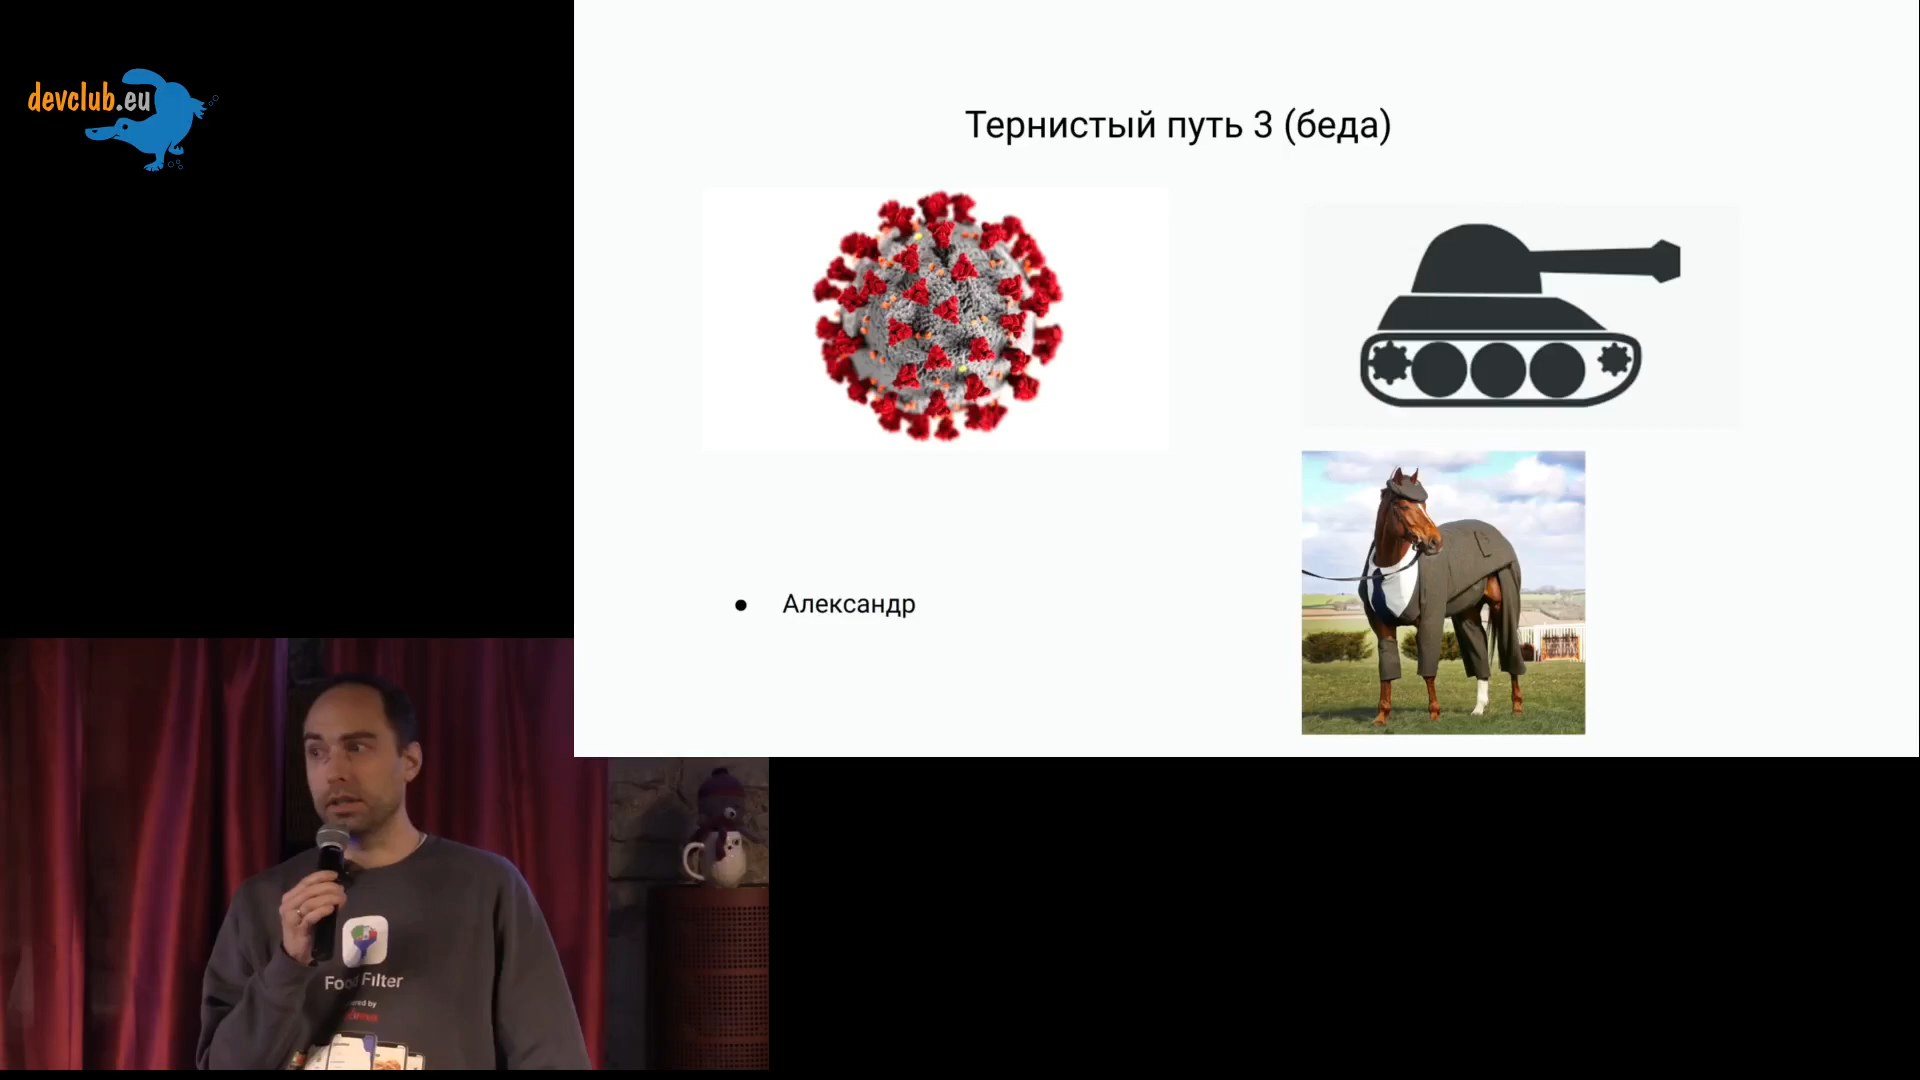 devclub.eu
Тернистый путь 3 (беда)
Александр
Food Filter